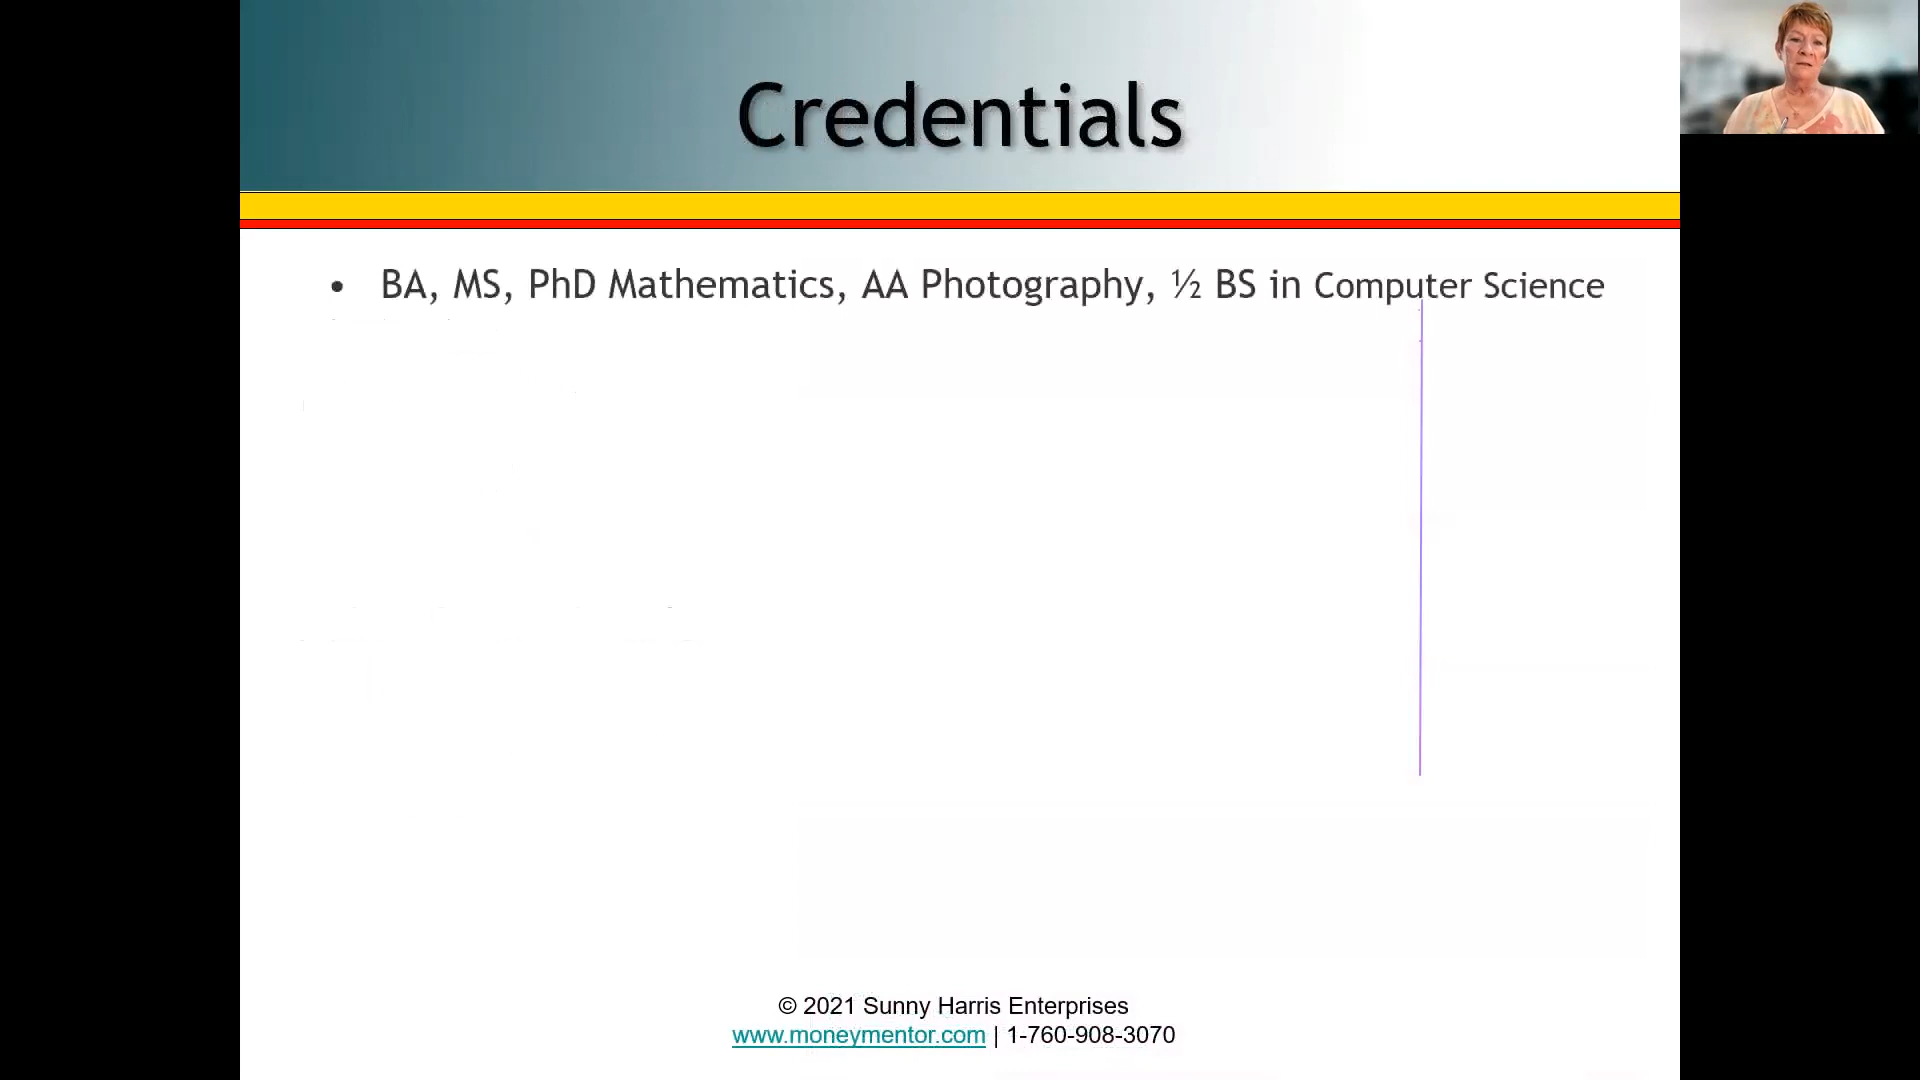 Credentials
• BA, MS, PhD Mathematics, AA Photography, ½ BS in Computer Science
© 2021 Sunny Harris Enterprises
www.moneymentor.com | 1-760-908-3070